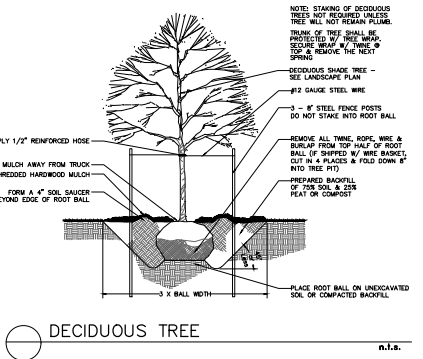 NOTE: STAKING OF DECIDUOUS
TREES NOT REQUIRED UNLESS
TREE WILL NOT REMAIN PLUMB.
TRUNK OF TREE SHALL BE
PROTECTED W/ TREE WRAP.
SECURE WRAP W/ TWINE @
TOP & REMOVE THE NEXT
SPRING
DECIDUOUS SHADE TREE -
SEE LANDSCAPE PLAN
#12 GAUGE STEEL WIRE
3 - 8' STEEL FENCE POSTS
DO NOT STAKE INTO ROOT BALL
PLY 1/2" REINFORCED HOSE
REMOVE ALL TWINE, ROPE, WIRE &
BURLAP FROM TOP HALF OF ROOT
BALL (IF SHIPPED W/ WIRE BASKET,
CUT IN 4 PLACES & FOLD DOWN 8"
INTO TREE PIT)
MULCH AWAY FROM TRUCK
HREDDED HARDWOOD MULCH
PREPARED BACKFILL
OF 75% SOIL & 25%
PEAT OR COMPOST
FORM A 4" SOIL SAUCER
EYOND EDGE OF ROOT BALL
PLACE ROOT BALL ON UNEXCAVATED
SOIL OR COMPACTED BACKFILL
3 X BALL WIDTH
DECIDUOUS TREE
n.t.s.